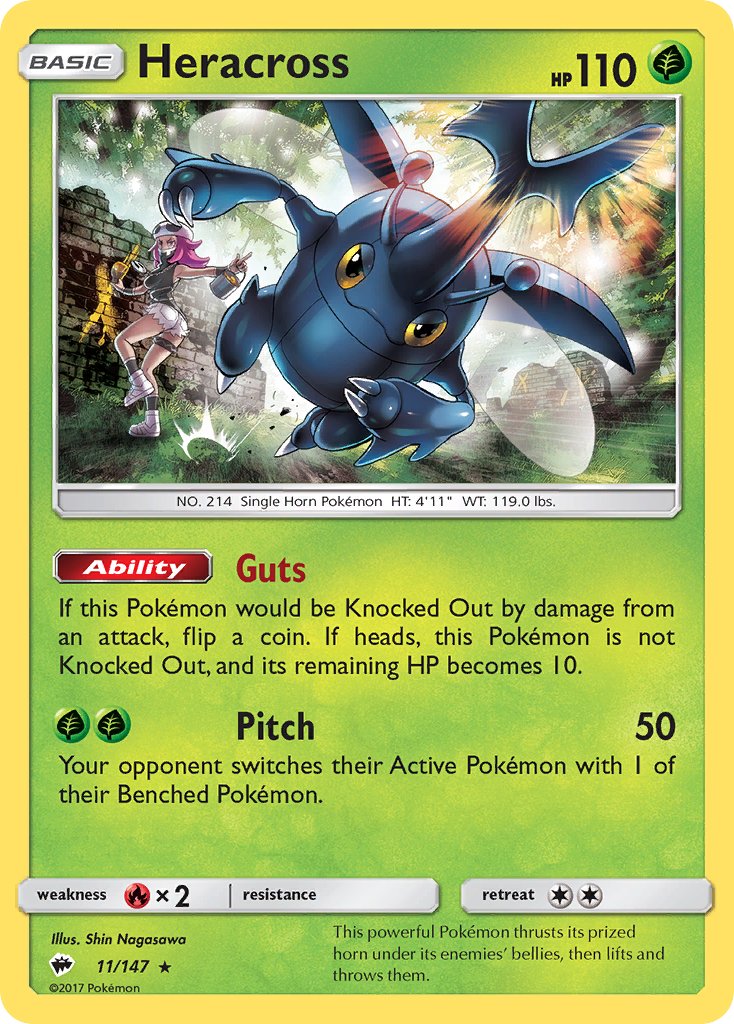 BASIC Heracross HP 110
NO. 214 Single Horn Pokémon HT: 4'11" WT: 119.0 lbs.
Ability Guts
If this Pokémon would be Knocked Out by damage from
an attack, flip a coin. If heads, this Pokémon is not
Knocked Out, and its remaining HP becomes 10.
Pitch 50
Your opponent switches their Active Pokémon with 1 of
their Benched Pokémon.
weakness × 2 resistance retreat
Illus. Shin Nagasawa
11/147 ★
©2017 Pokémon
This powerful Pokémon thrusts its prized
horn under its enemies' bellies, then lifts and
throws them.